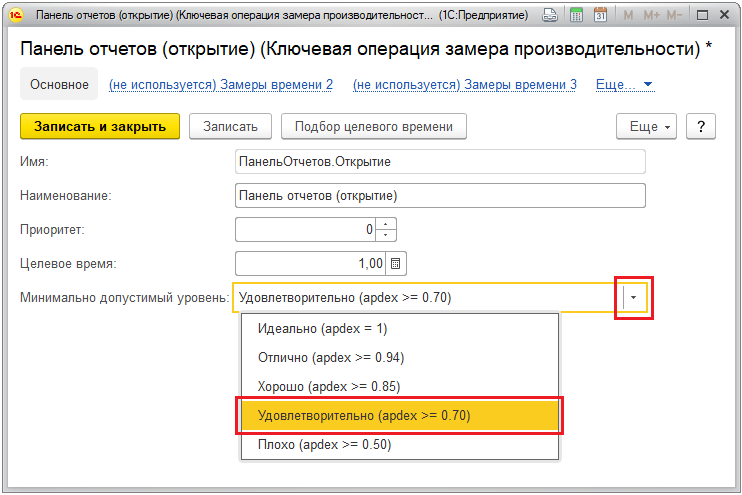 1С Панель отчетов (открытие) (Ключевая операция замера производительност... (1С:Предприятие) 31 M M+ M-
Панель отчетов (открытие) (Ключевая операция замера производительности) *
Основное (не используется) Замеры времени 2 (не используется) Замеры времени 3 Еще...
Записать и закрыть Записать Подбор целевого времени Еще ?
Имя: ПанельОтчетов.Открытие
Наименование: Панель отчетов (открытие)
Приоритет: 0
Целевое время: 1,00
Минимально допустимый уровень: Удовлетворительно (apdex >= 0.70)
Идеально (apdex = 1)
Отлично (apdex >= 0.94)
Хорошо (apdex >= 0.85)
Удовлетворительно (apdex >= 0.70)
Плохо (apdex >= 0.50)